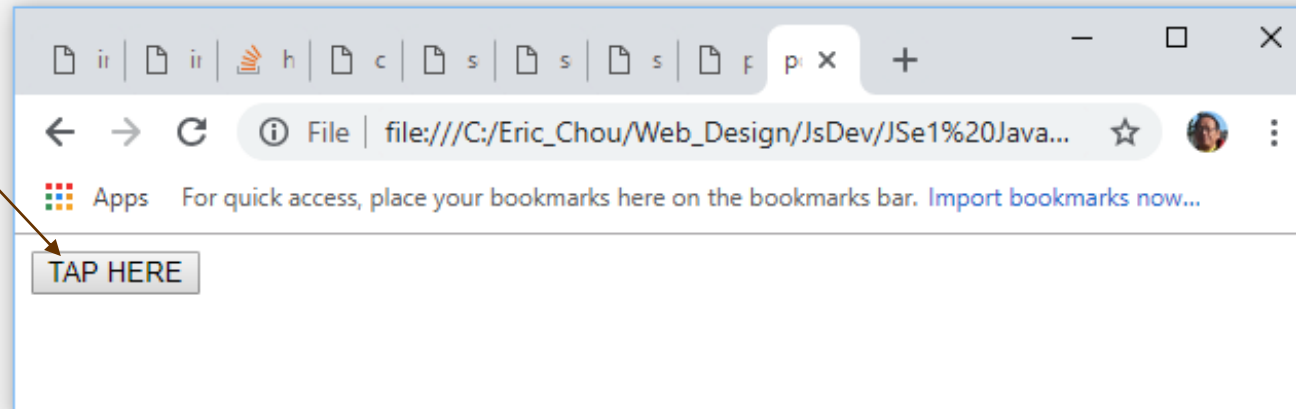 h c s s s p p
File file:///C:/Eric_Chou/Web_Design/JsDev/JSe1%20Java...
Apps For quick access, place your bookmarks here on the bookmarks bar. Import bookmarks now...
TAP HERE